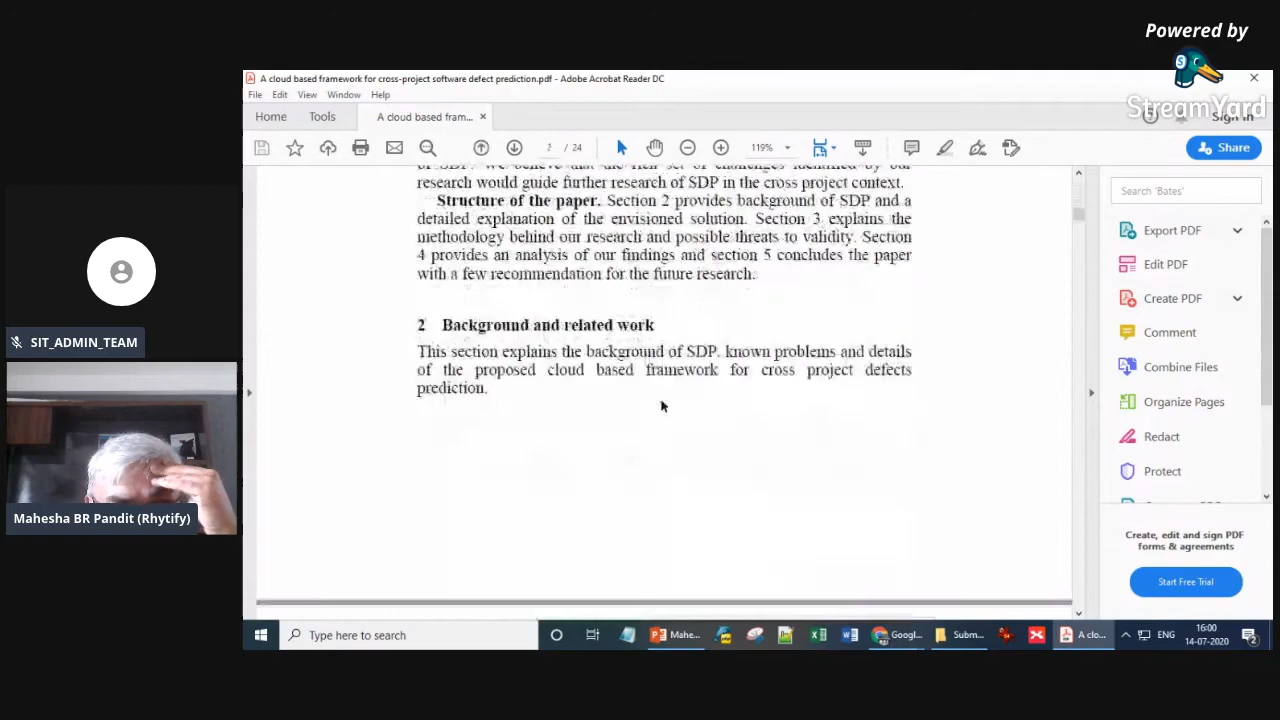 Powered by
StreamYard
A cloud based framework for cross-project software defect prediction.pdf - Adobe Acrobat Reader DC
File Edit View Window Help
Home Tools A cloud based fram... × Sign In
/ 24 119% Share
research would guide further research of SDP in the cross project context.
Structure of the paper. Section 2 provides background of SDP and a
detailed explanation of the envisioned solution. Section 3 explains the
methodology behind our research and possible threats to validity. Section
4 provides an analysis of our findings and section 5 concludes the paper
with a few recommendation for the future research.
2 Background and related work
This section explains the background of SDP. known problems and details
of the proposed cloud based framework for cross project defects
prediction.
Search 'Bates'
Export PDF
Edit PDF
Create PDF
Comment
Combine Files
Organize Pages
Redact
Protect
Create, edit and sign PDF
forms & agreements
Start Free Trial
SIT_ADMIN_TEAM
Mahesha BR Pandit (Rhytify)
Type here to search
Mahe...
Googl...
Subm...
A clo...
ENG
16:00
14-07-2020